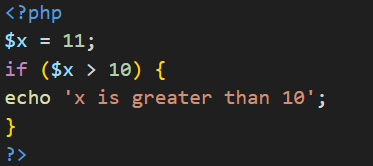 <?php
$x = 11;
if ($x > 10) {
echo 'x is greater than 10';
}
?>